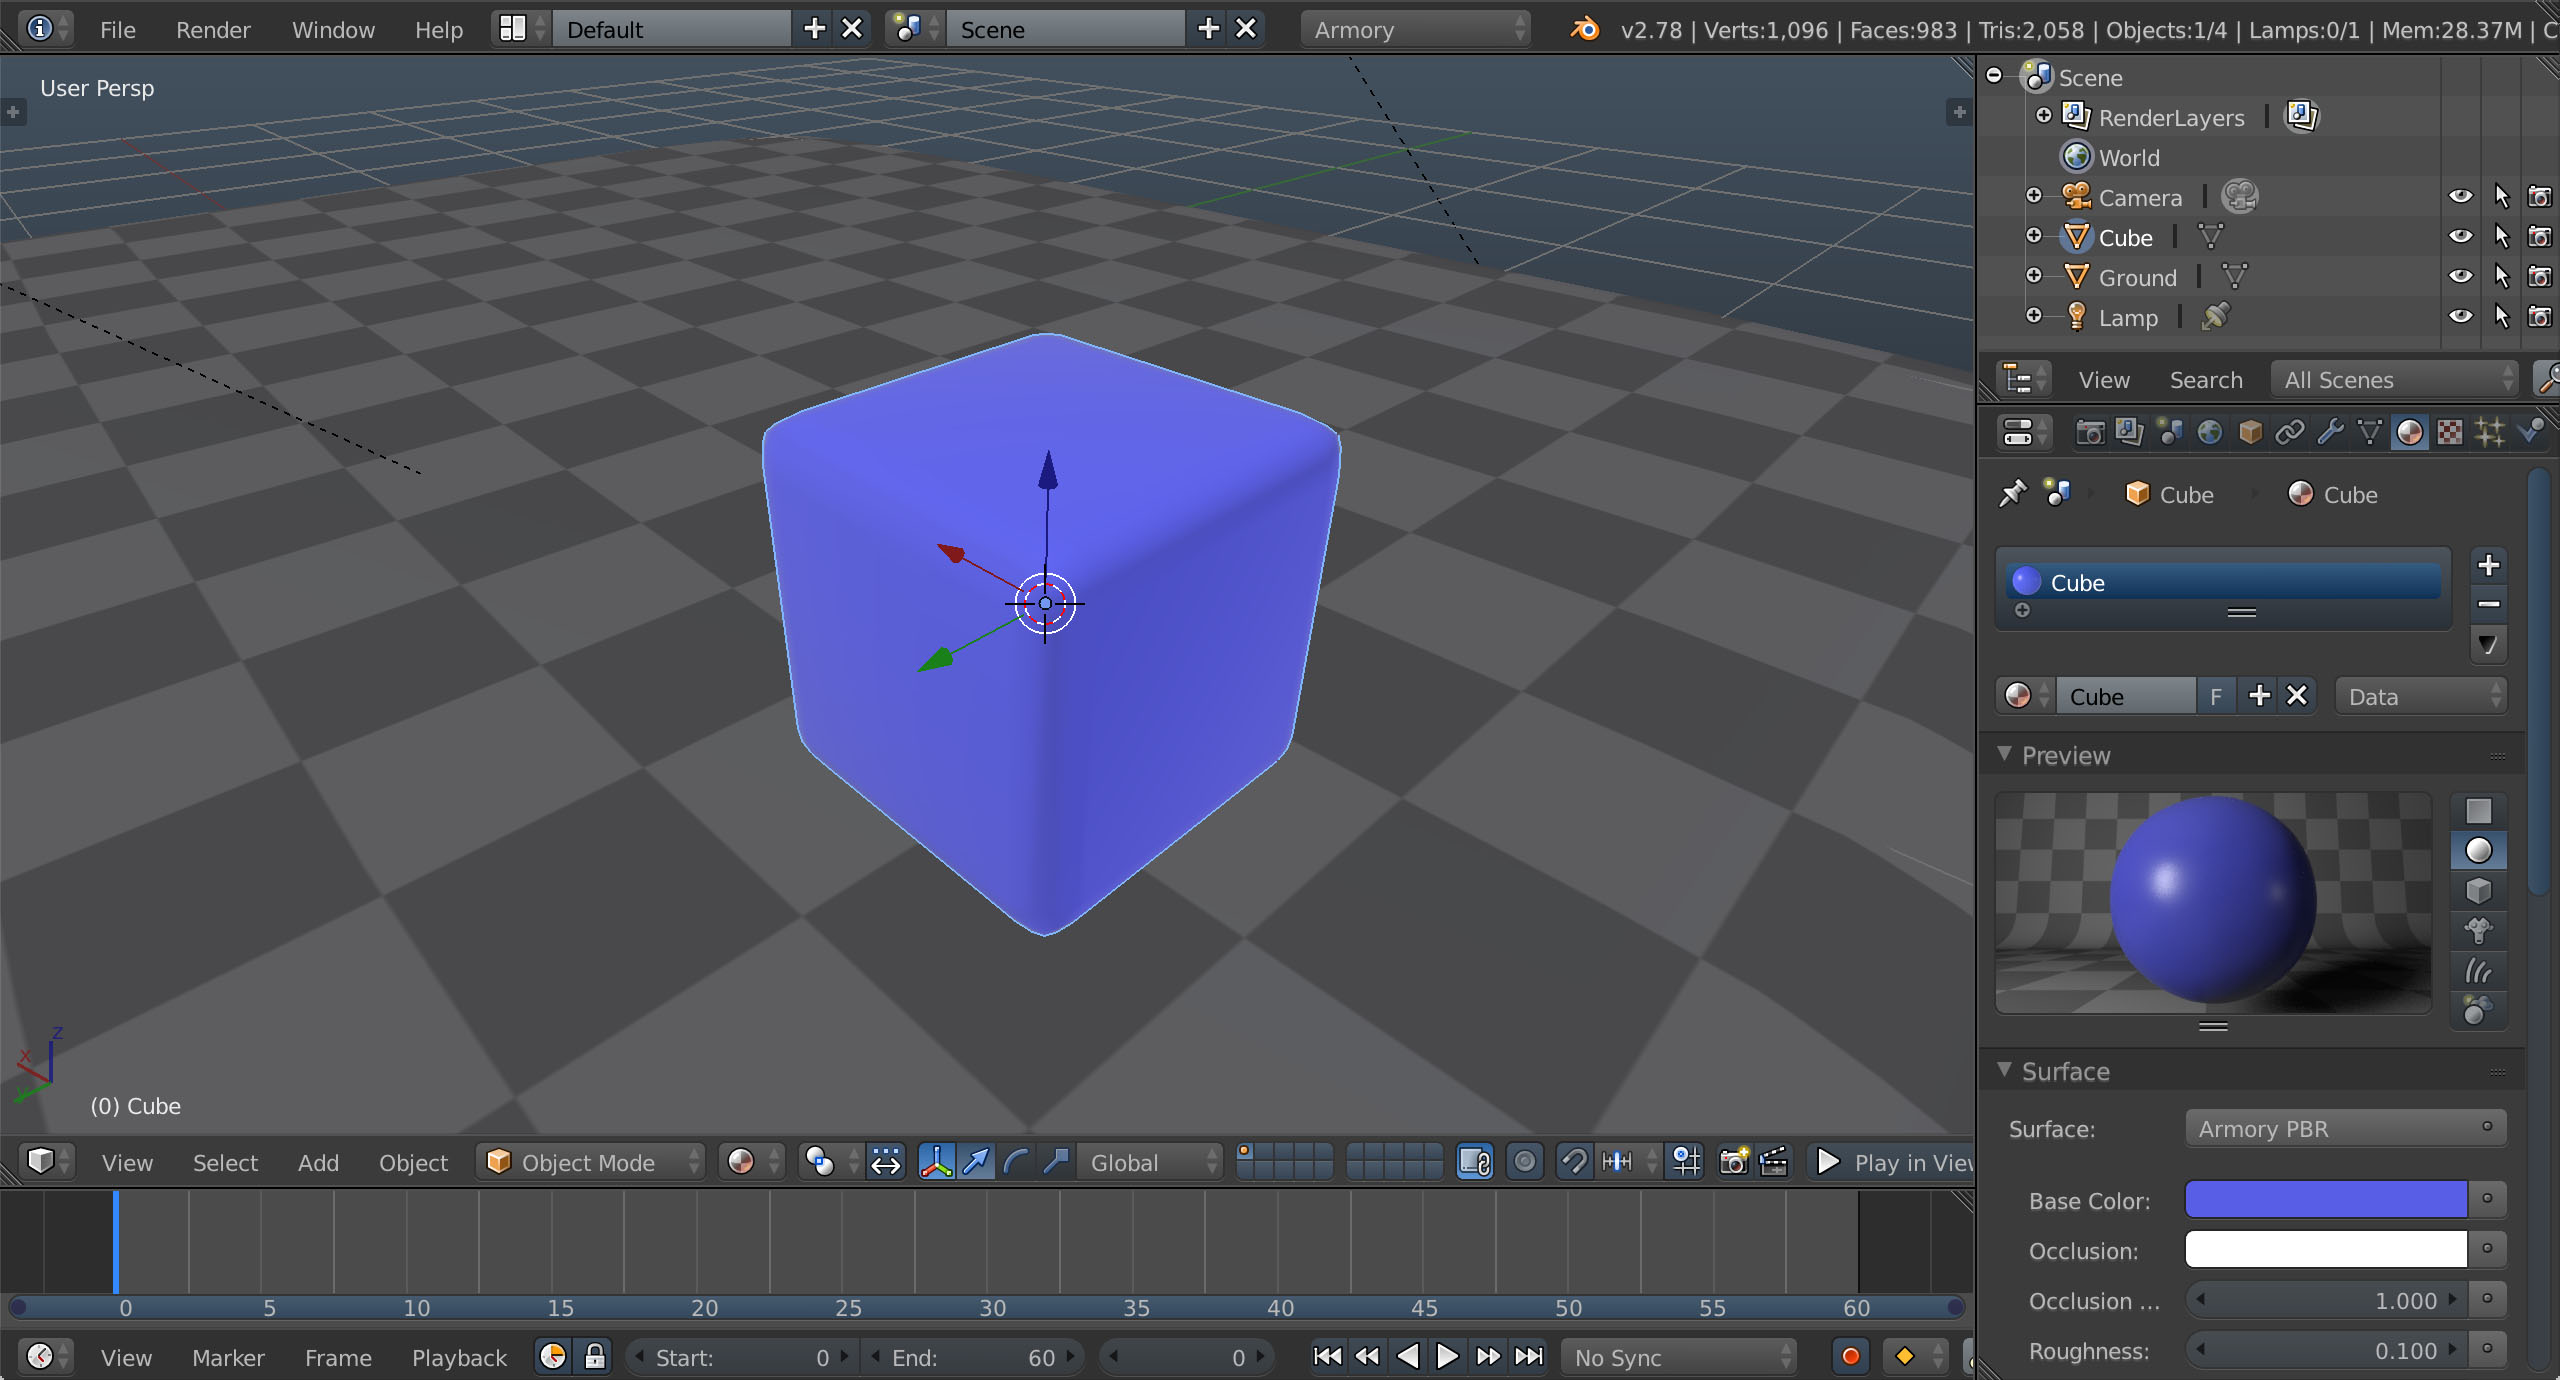 File Render Window Help Default Scene Armory v2.78 | Verts:1,096 | Faces:983 | Tris:2,058 | Objects:1/4 | Lamps:0/1 | Mem:28.37M | C
User Persp
(0) Cube
z
x
y
View Select Add Object Object Mode Global Play in View
0 5 10 15 20 25 30 35 40 45 50 55 60
View Marker Frame Playback Start: 0 End: 60 0 No Sync
Scene
RenderLayers |
World
Camera |
Cube |
Ground |
Lamp |
View Search All Scenes
Cube Cube
Cube
Cube F Data
Preview
Surface
Surface: Armory PBR
Base Color:
Occlusion:
Occlusion ... 1.000
Roughness: 0.100